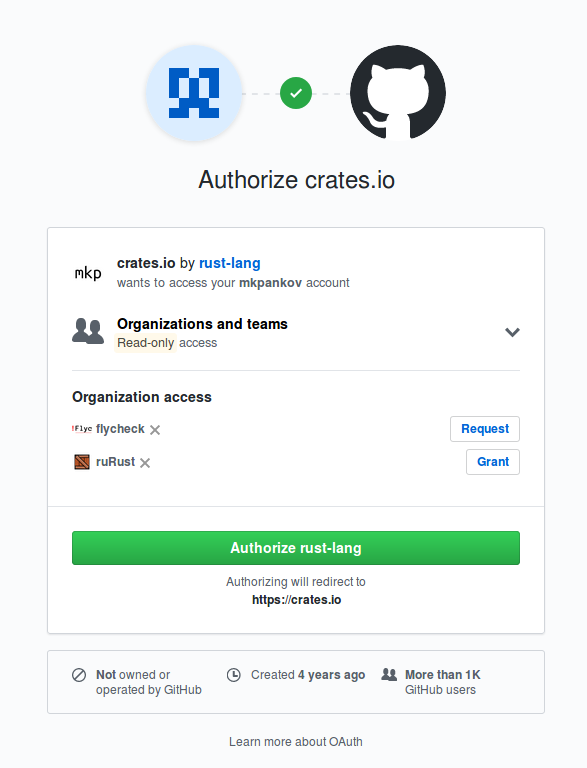 Authorize crates.io
mkp
crates.io by rust-lang
wants to access your mkpankov account
Organizations and teams
Read-only access
Organization access
!Flyc flycheck
Request
ruRust
Grant
Authorize rust-lang
Authorizing will redirect to
https://crates.io
Not owned or
operated by GitHub
Created 4 years ago
More than 1K
GitHub users
Learn more about OAuth